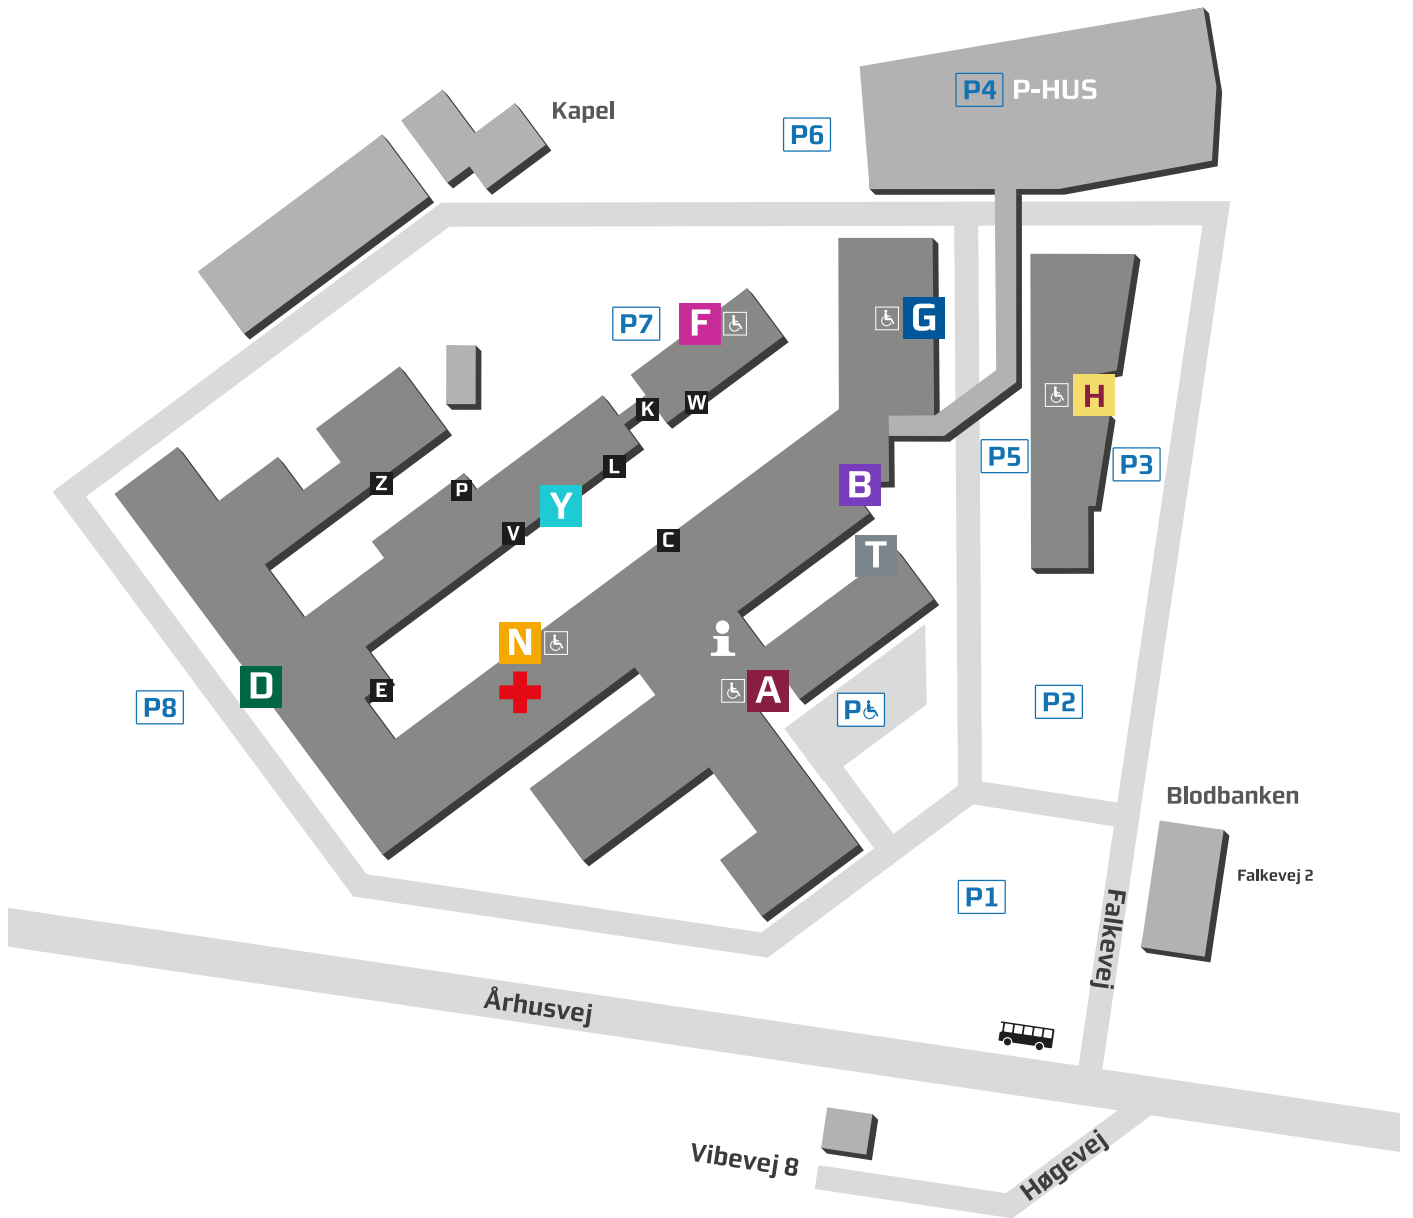 P4 P-HUS
Kapel
P6
P7
F
G
H
K
W
P5
P3
L
Z
P
B
Y
V
C
T
N
i
D
E
A
P8
P
P2
Blodbanken
Falkevej 2
P1
Falkevej
Århusvej
Vibevej 8
Høgevej